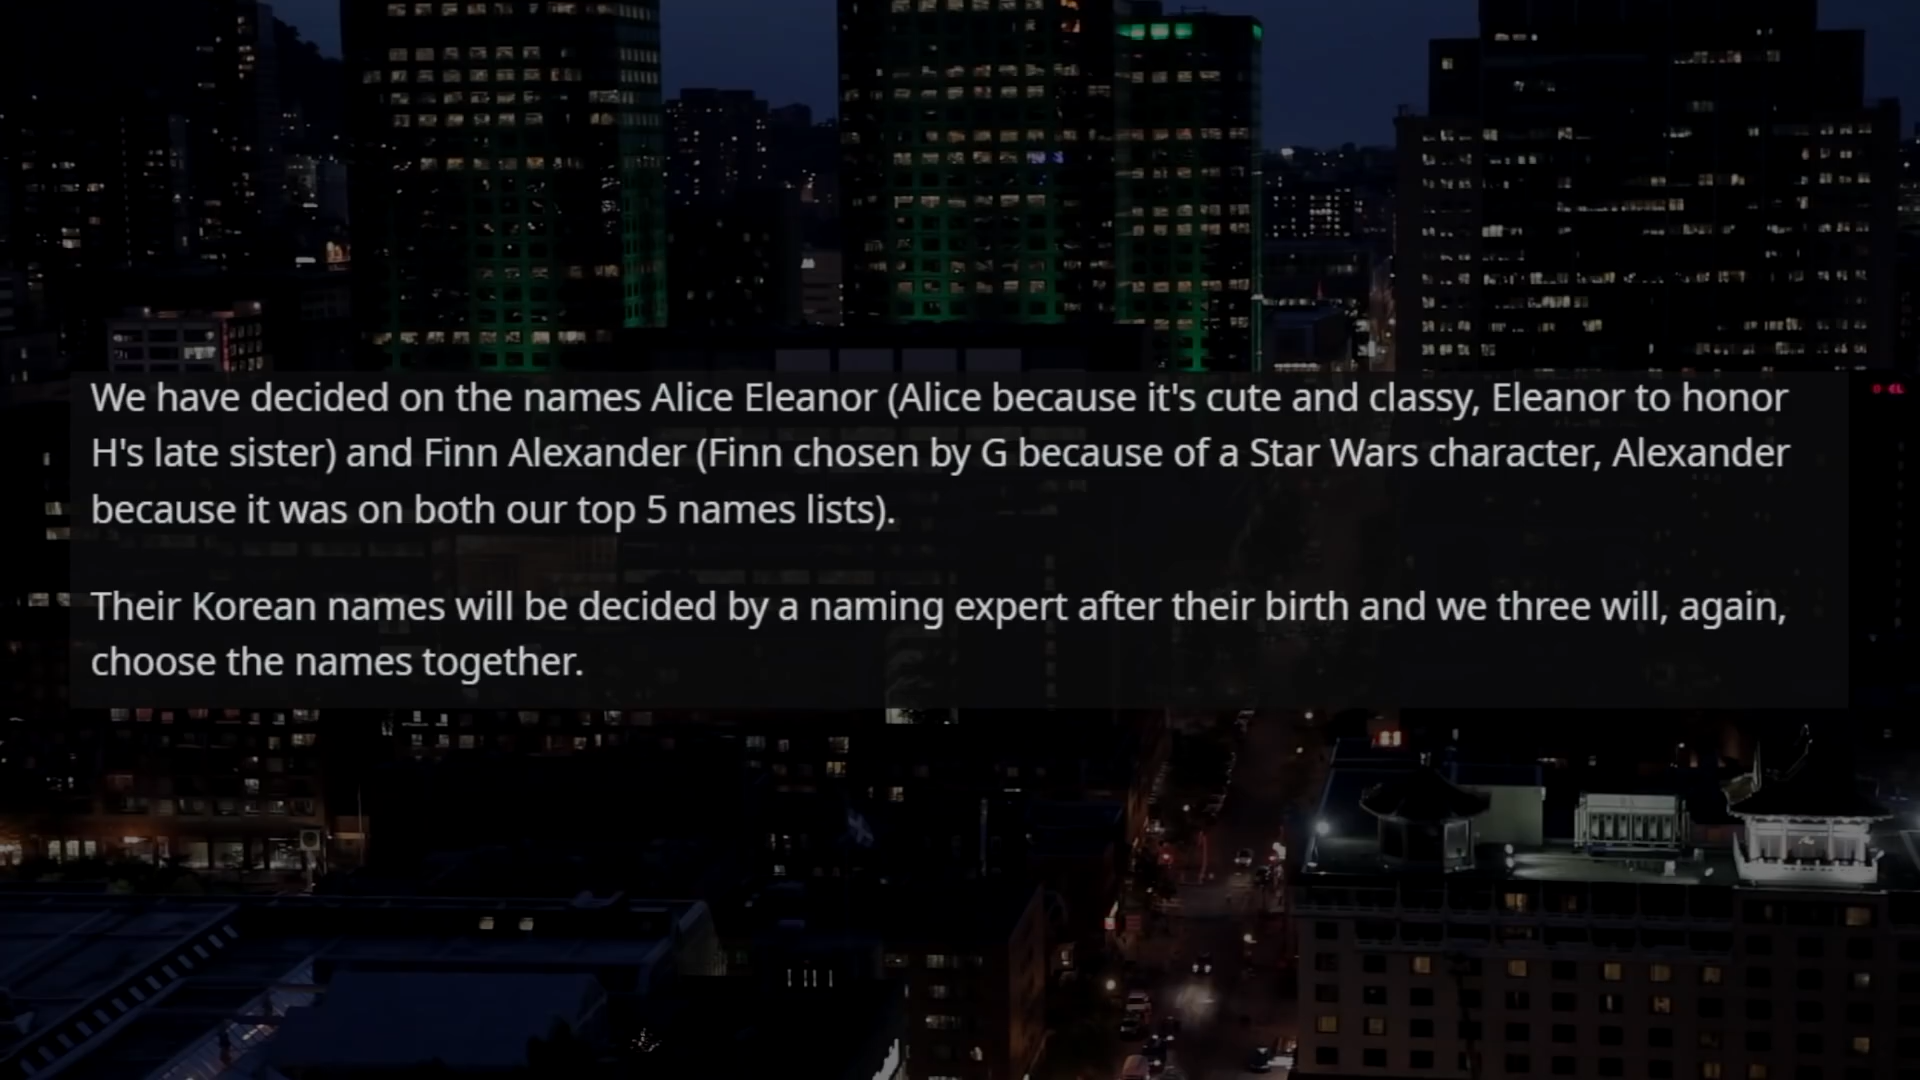 We have decided on the names Alice Eleanor (Alice because it's cute and classy, Eleanor to honor
H's late sister) and Finn Alexander (Finn chosen by G because of a Star Wars character, Alexander
because it was on both our top 5 names lists).
Their Korean names will be decided by a naming expert after their birth and we three will, again,
choose the names together.